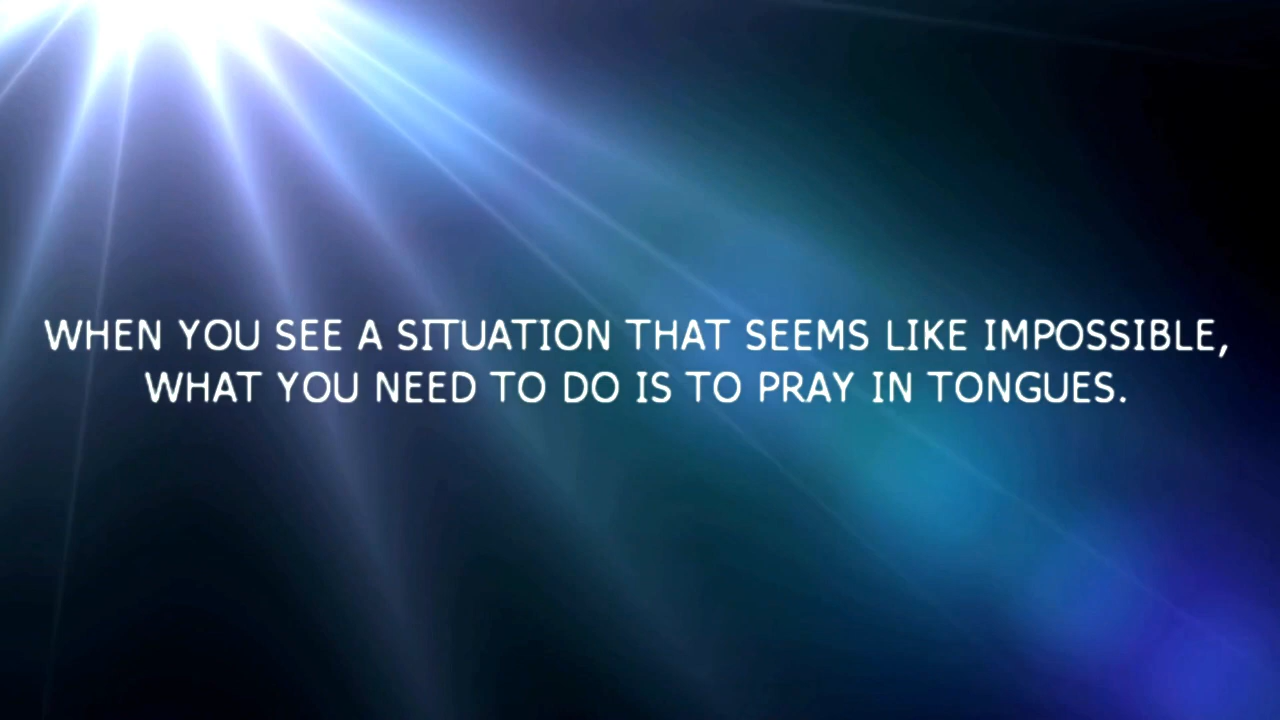 WHEN YOU SEE A SITUATION THAT SEEMS LIKE IMPOSSIBLE,
WHAT YOU NEED TO DO IS TO PRAY IN TONGUES.